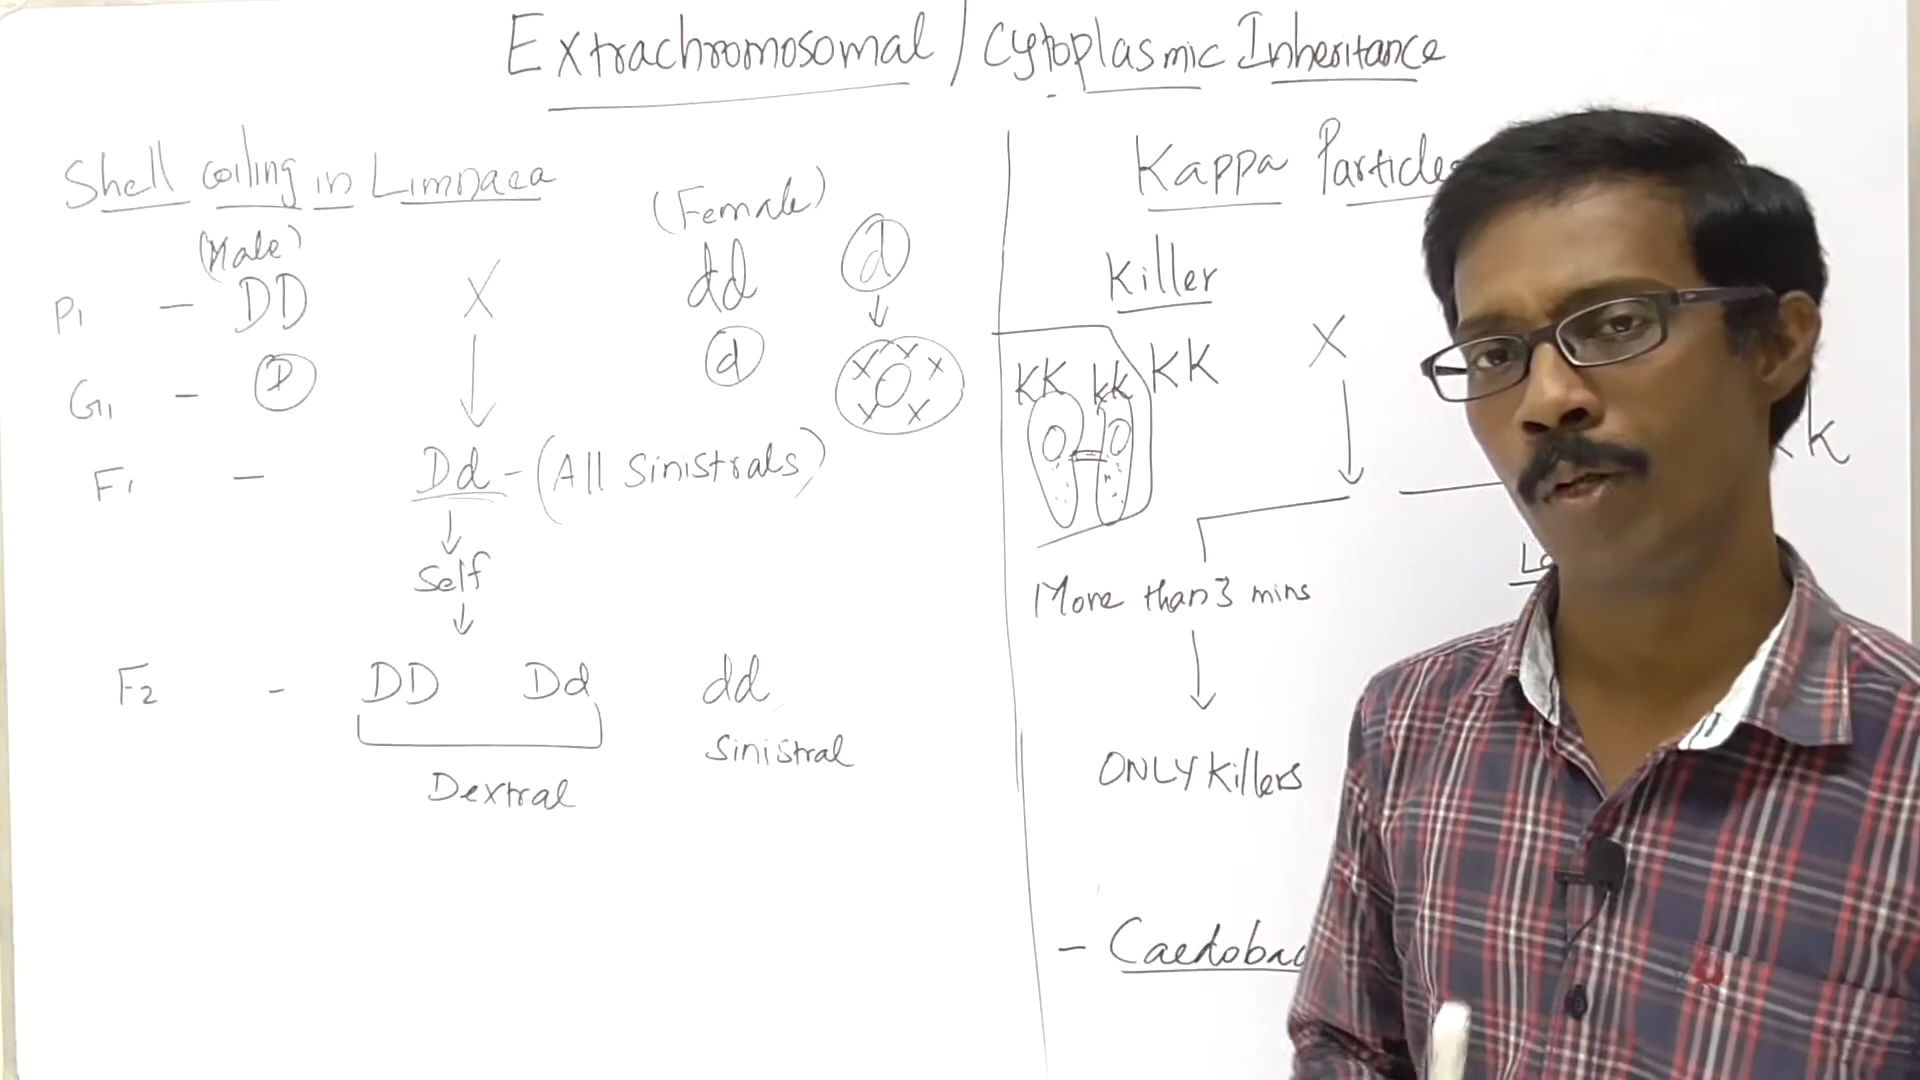 Extrachromosomal / Cytoplasmic Inheritance
Shell coiling in Limnaea
(Male)
(Female)
P1 - DD X dd d
G1 - D d
X X X X X
F1 - Dd - (All Sinistrals)
Self
F2 - DD Dd dd
Dextral
Sinistral
Kappa Particles
Killer
KK kk KK X
k
More than 3 mins
ONLY Killers
- Caedobac